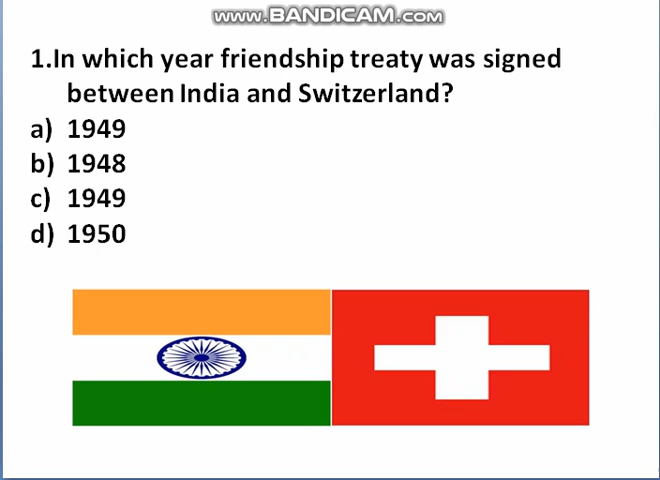 www.BANDICAM.com
1.In which year friendship treaty was signed
between India and Switzerland?
a) 1949
b) 1948
c) 1949
d) 1950